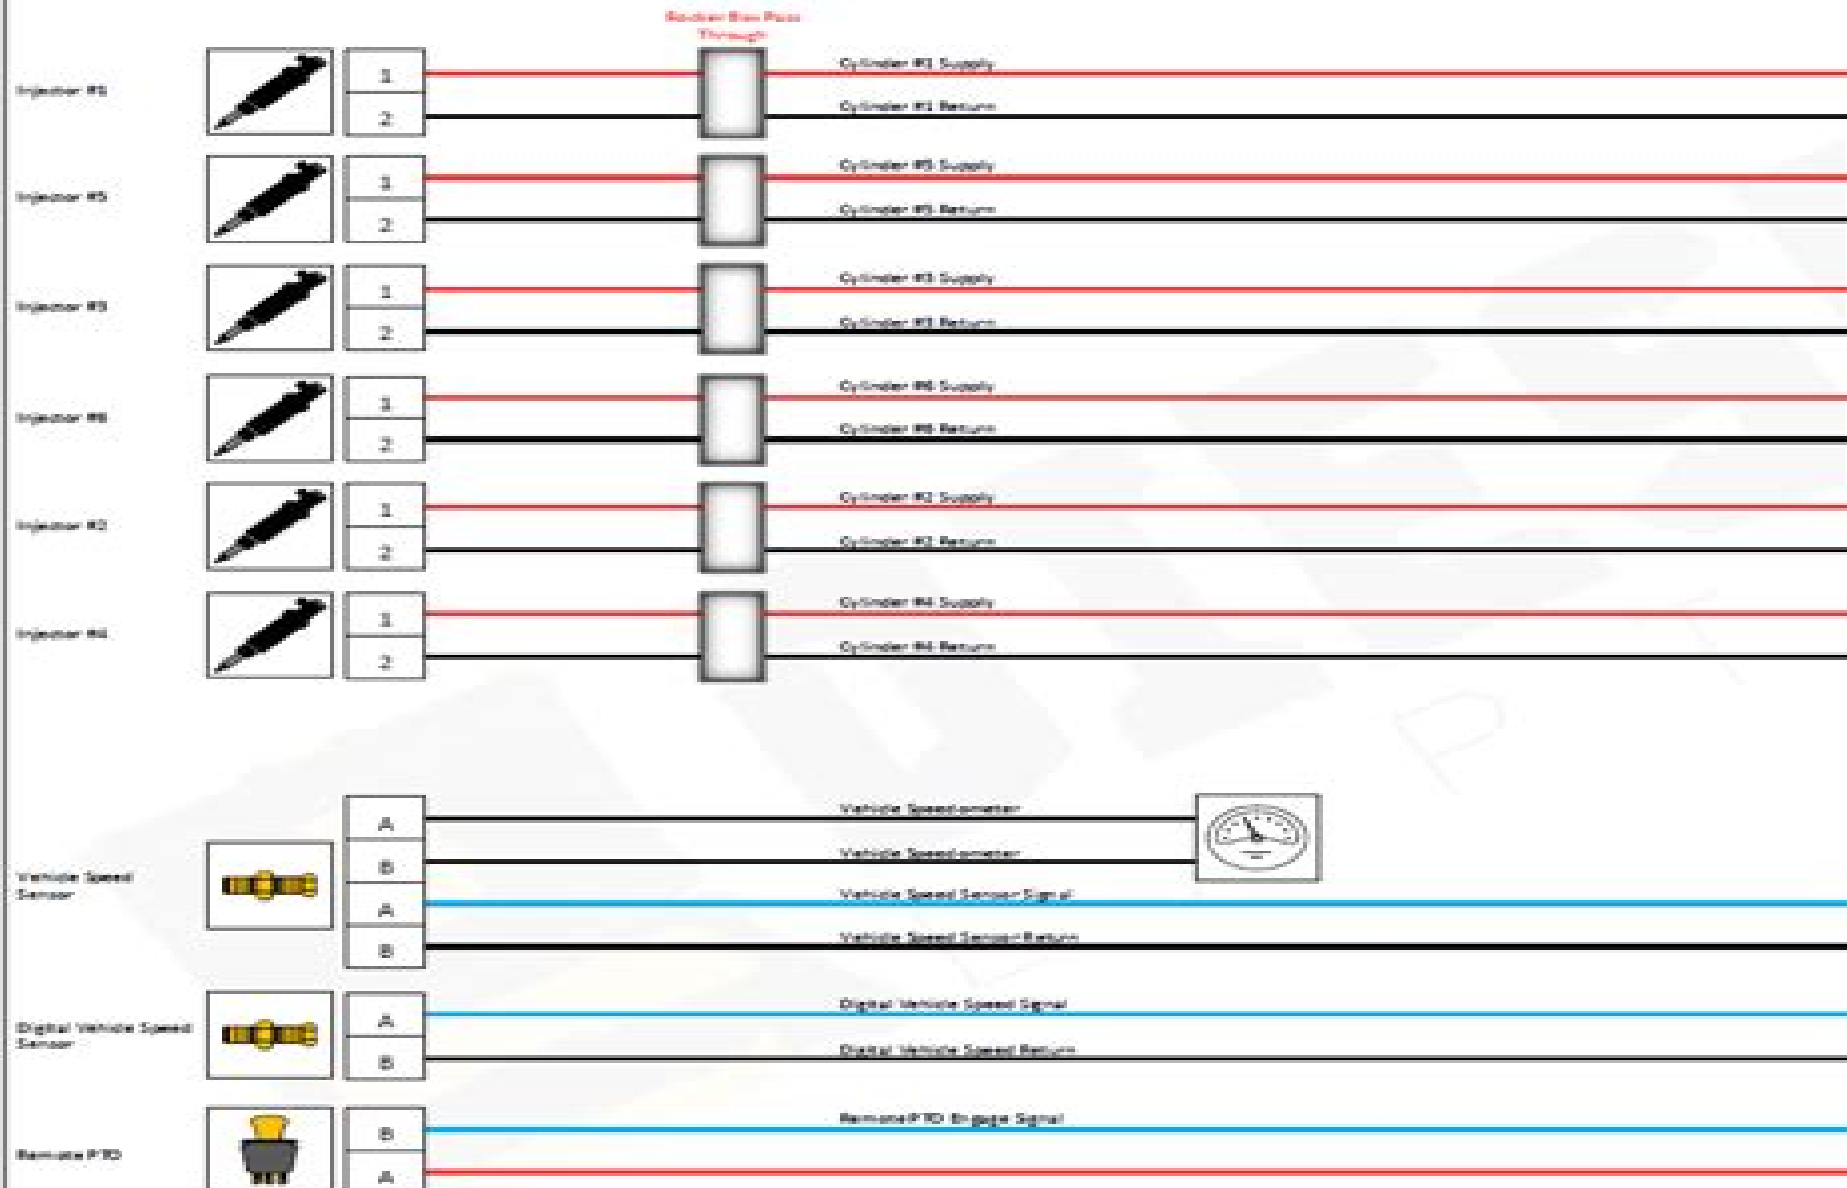 Rocker Box Pass
Through
Injector #1
1
Cylinder #1 Supply
2
Cylinder #1 Return
Injector #5
1
Cylinder #5 Supply
2
Cylinder #5 Return
Injector #3
1
Cylinder #3 Supply
2
Cylinder #3 Return
Injector #6
1
Cylinder #6 Supply
2
Cylinder #6 Return
Injector #2
1
Cylinder #2 Supply
2
Cylinder #2 Return
Injector #4
1
Cylinder #4 Supply
2
Cylinder #4 Return
Vehicle Speed
Sensor
A
Vehicle Speedometer
B
Vehicle Speedometer
A
Vehicle Speed Sensor Signal
B
Vehicle Speed Sensor Return
Digital Vehicle Speed
Sensor
A
Digital Vehicle Speed Signal
B
Digital Vehicle Speed Return
Remote PTO
B
Remote PTO Engage Signal
A